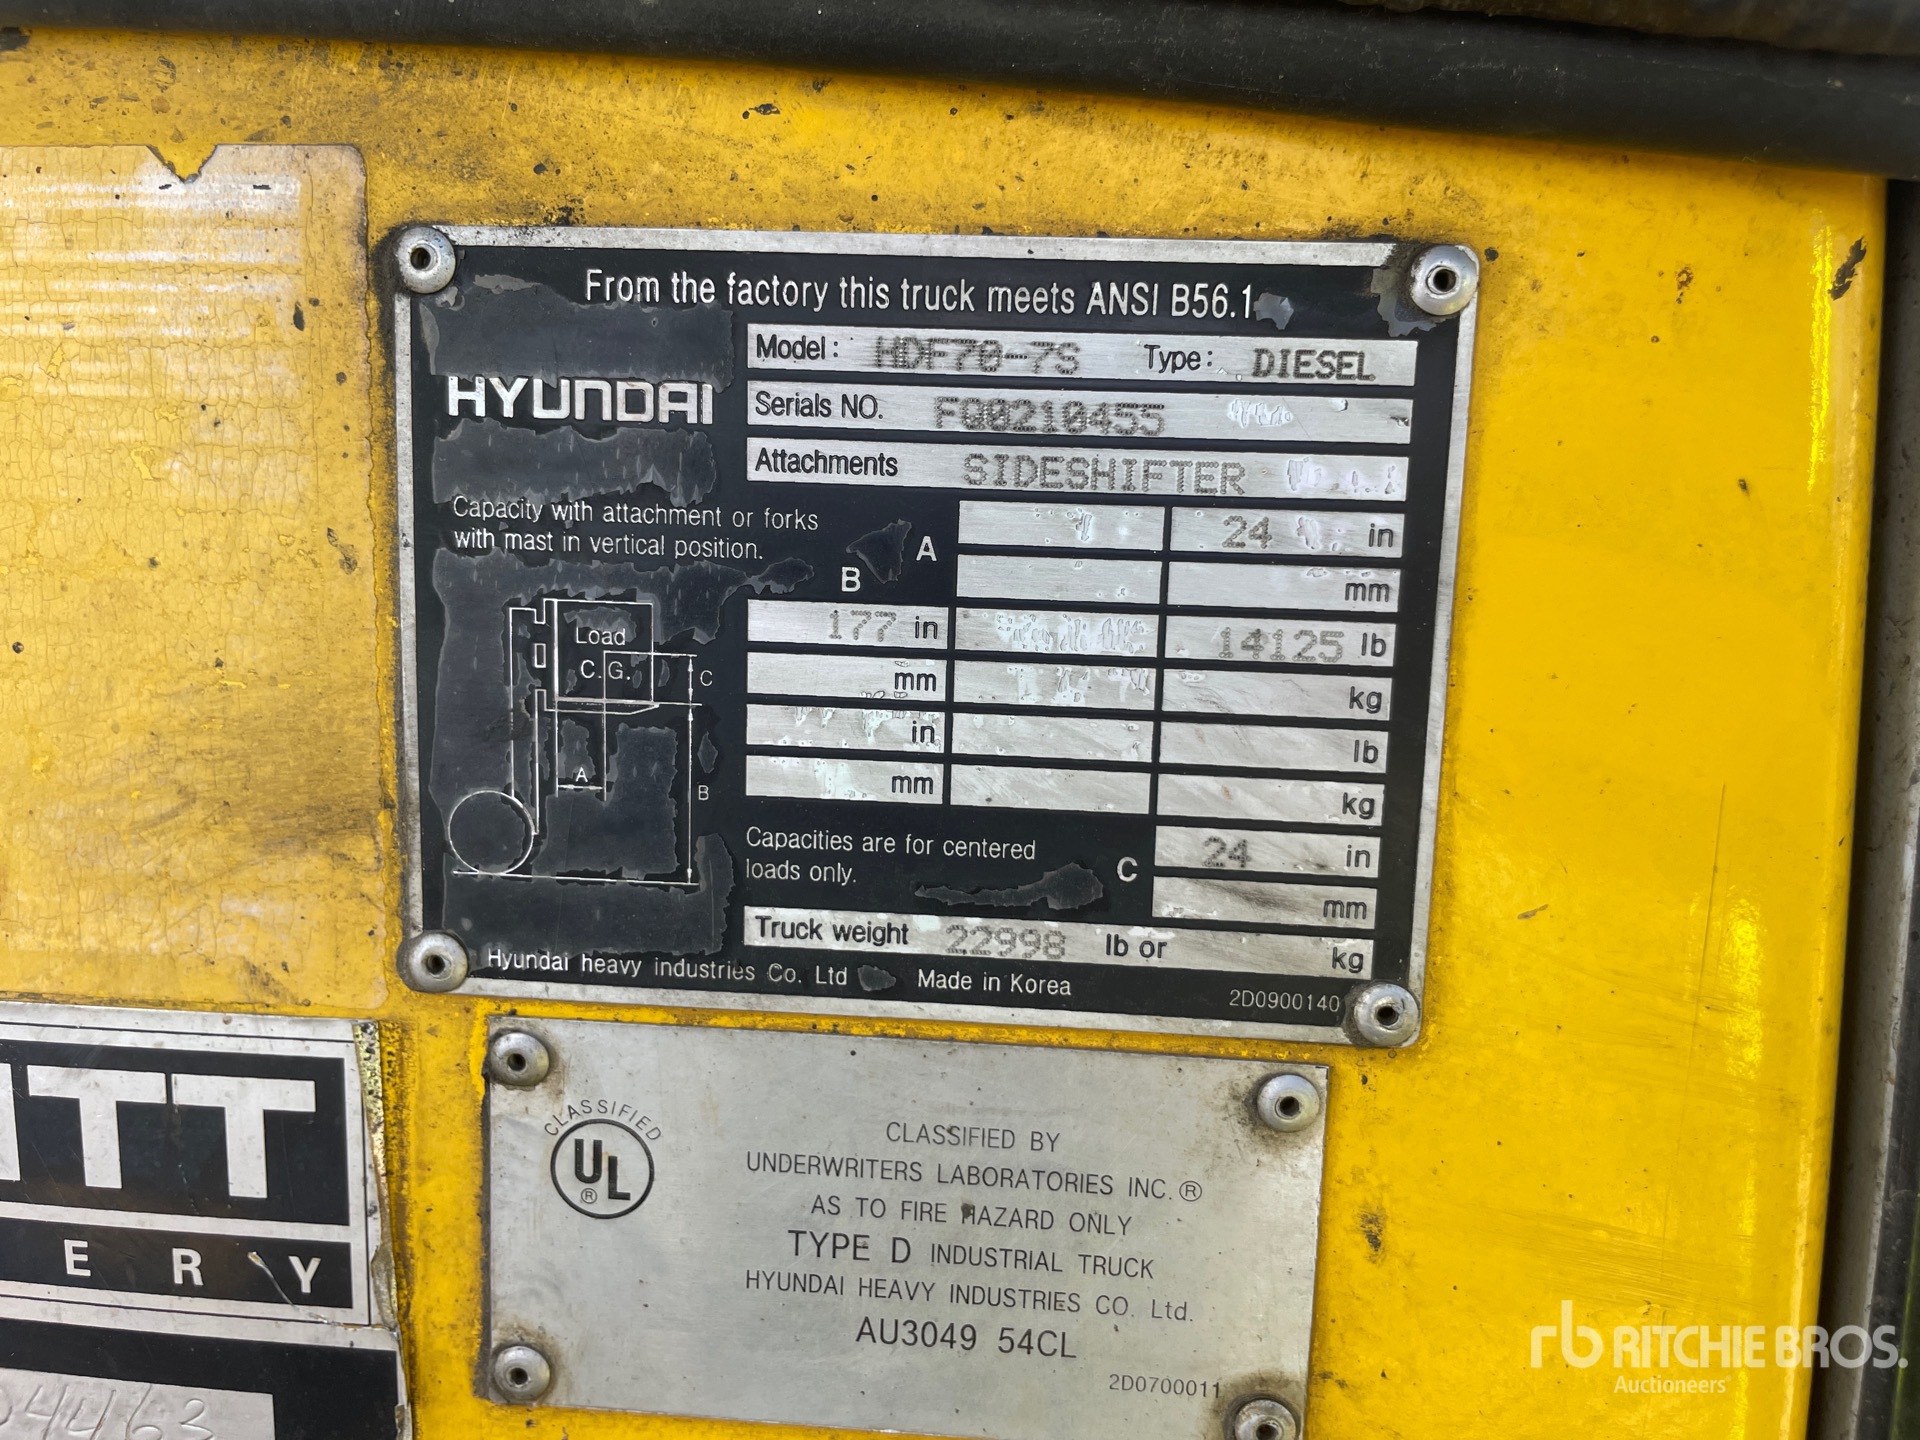 From the factory this truck meets ANSI B56.1
HYUNDAI
Model: HDF70-7S Type: DIESEL
Serials NO. FQ0210455
Attachments SIDESHIFTER
Capacity with attachment or forks
with mast in vertical position.
A 24 in
mm
B
177 in 14125 lb
mm kg
in lb
mm kg
Load
C.G.
C
A
B
Capacities are for centered
loads only.
C 24 in
mm
Truck weight 22998 lb or kg
Hyundai heavy industries Co. Ltd Made in Korea
2D0900140
ITT
ERY
04463
CLASSIFIED
UL
®
CLASSIFIED BY
UNDERWRITERS LABORATORIES INC.®
AS TO FIRE HAZARD ONLY
TYPE D INDUSTRIAL TRUCK
HYUNDAI HEAVY INDUSTRIES CO. Ltd.
AU3049 54CL
2D0700011
rb RITCHIE BROS.
Auctioneers